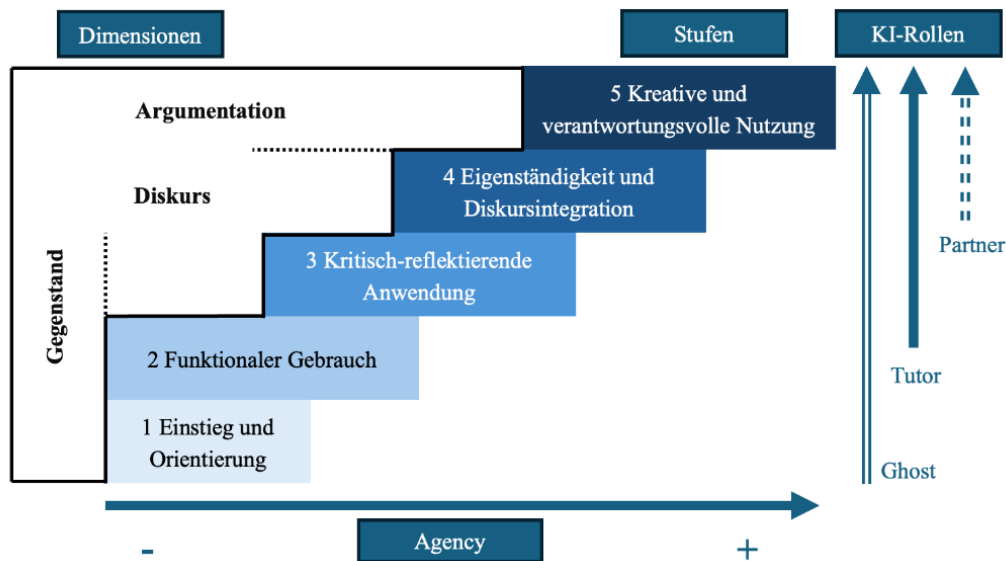 Dimensionen
Stufen
KI-Rollen
Argumentation
5 Kreative und
verantwortungsvolle Nutzung
Diskurs
4 Eigenständigkeit und
Diskursintegration
Partner
Gegenstand
3 Kritisch-reflektierende
Anwendung
2 Funktionaler Gebrauch
Tutor
1 Einstieg und
Orientierung
Ghost
-
Agency
+